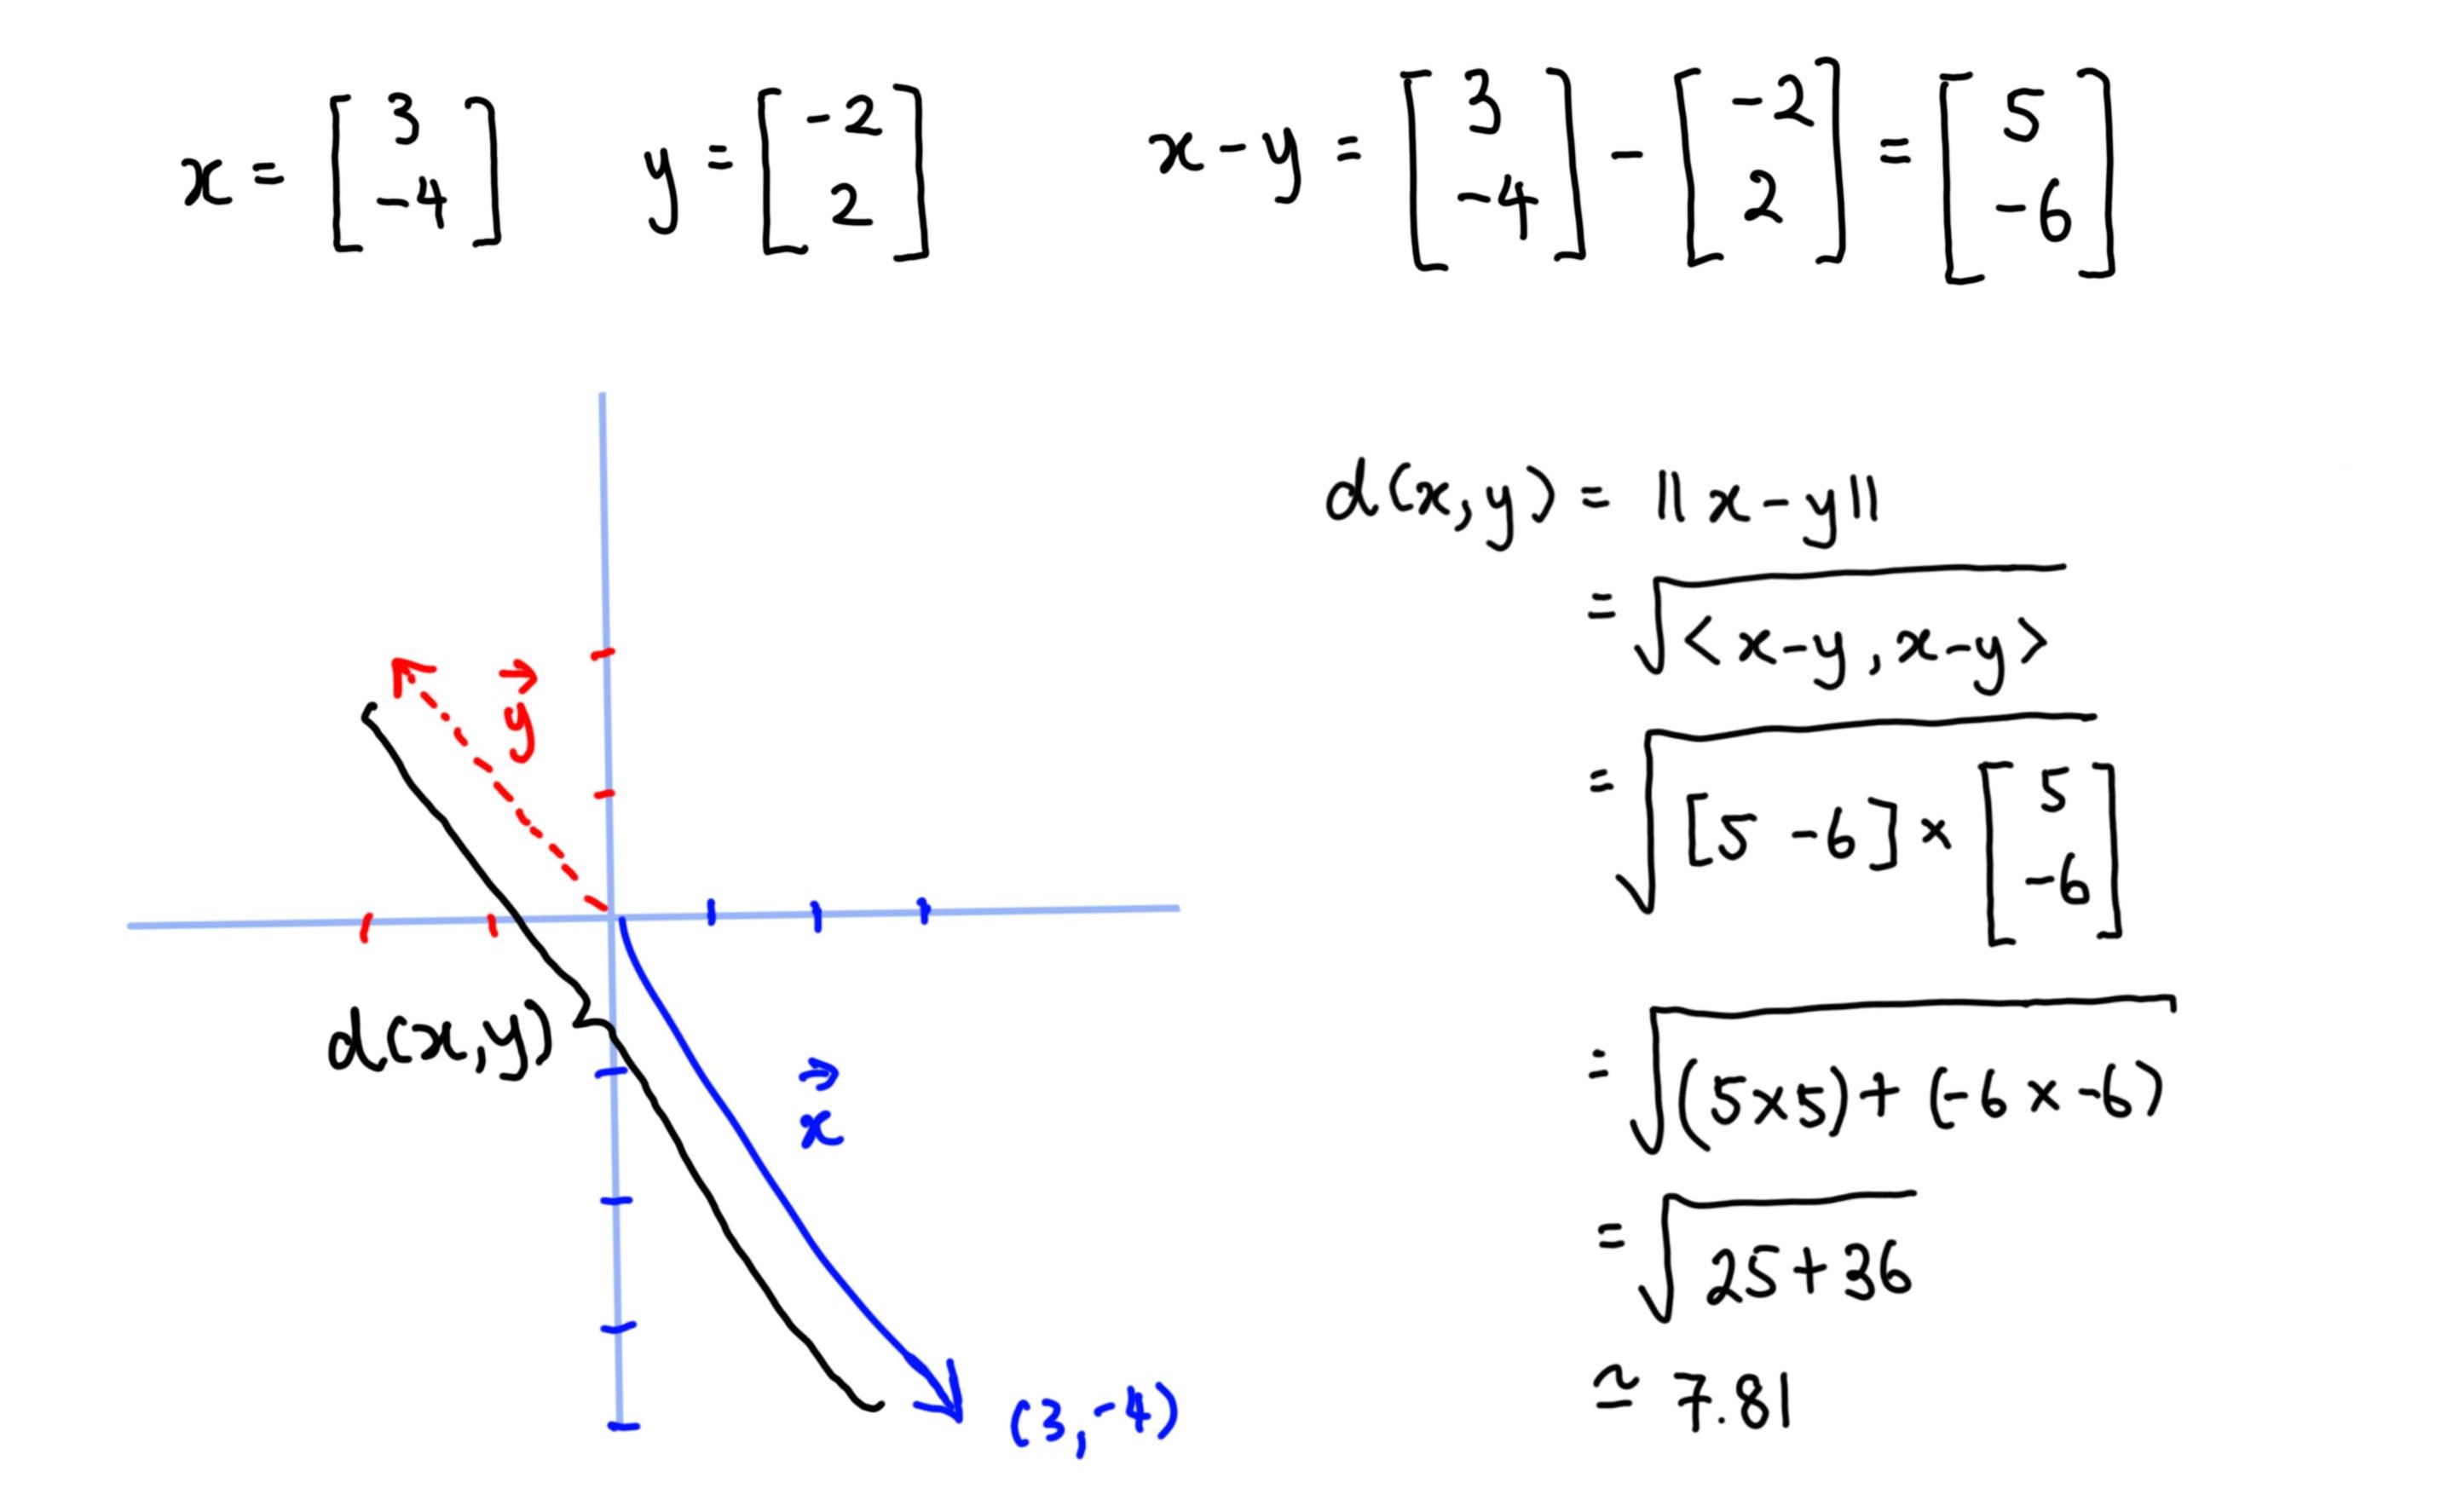 x = [3 -4] y = [-2 2] x-y = [3 -4] - [-2 2] = [5 -6]
d(x,y) = ||x-y||
= √<x-y, x-y>
= √[5 -6] × [5 -6]
= √(5×5)+(-6×-6)
= √25+36
≃ 7.81
y⃗
d(x,y)
x⃗
(3,-4)